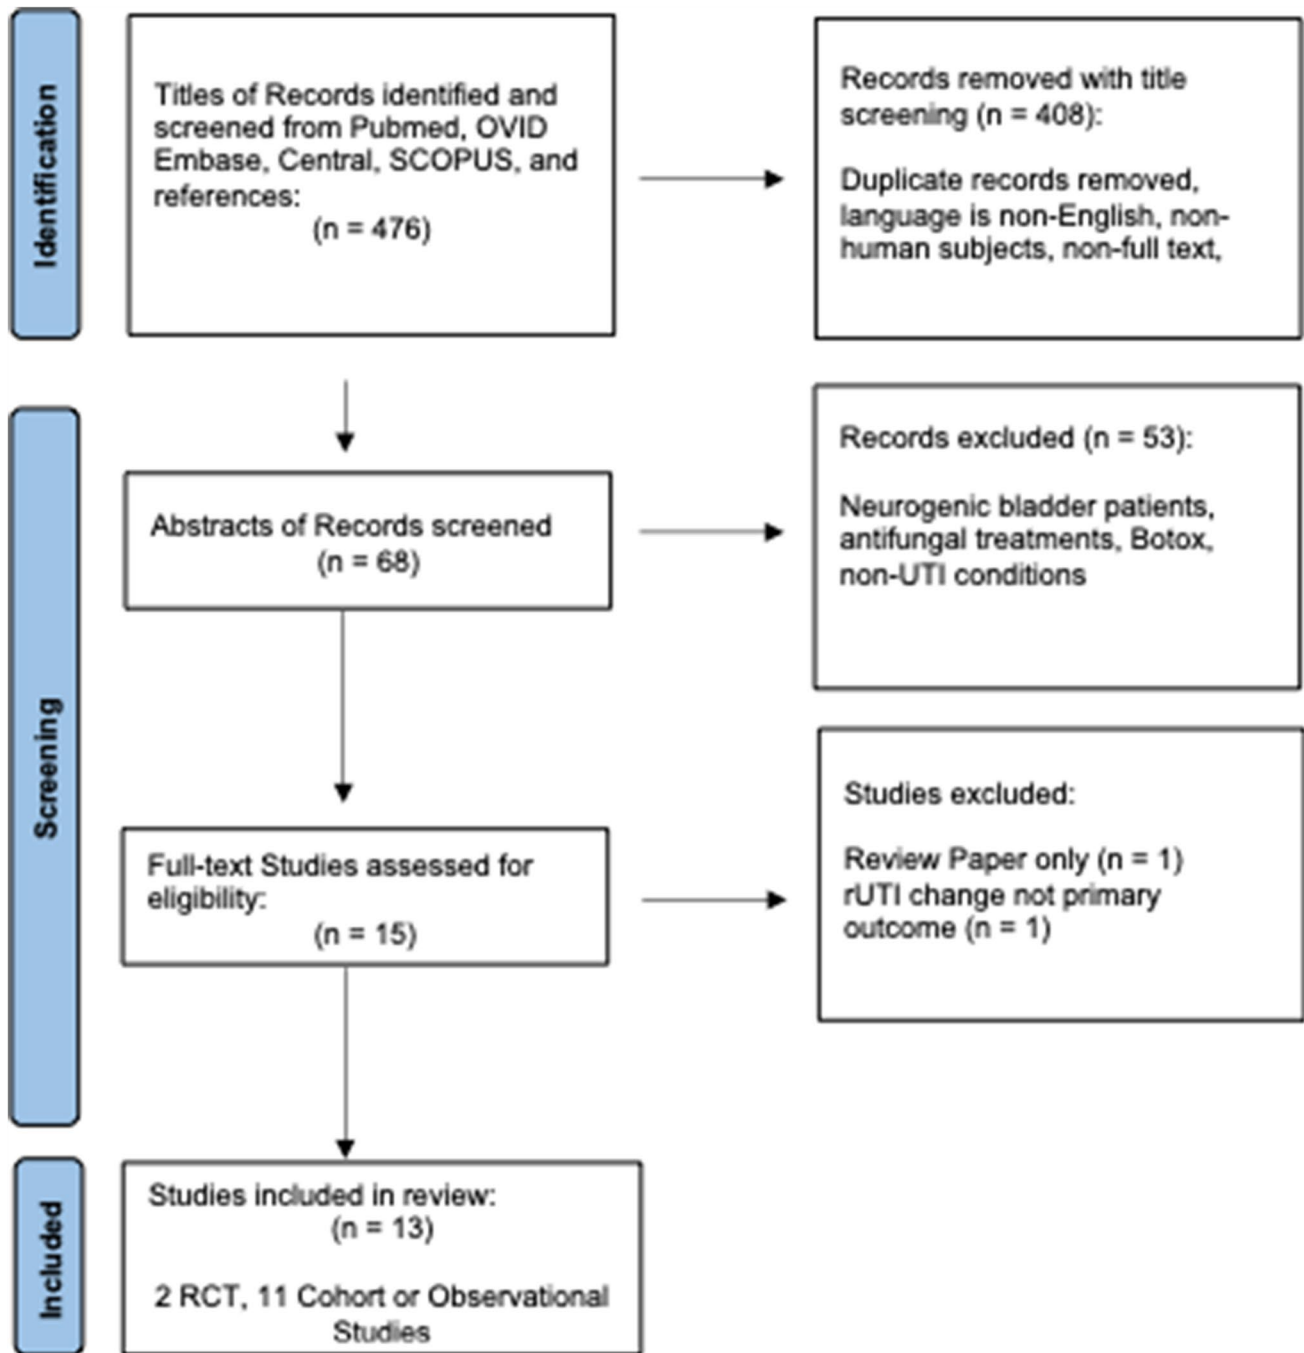 Identification
Titles of Records identified and
screened from Pubmed, OVID
Embase, Central, SCOPUS, and
references:
(n = 476)
Records removed with title
screening (n = 408):
Duplicate records removed,
language is non-English, non-
human subjects, non-full text,
Screening
Abstracts of Records screened
(n = 68)
Records excluded (n = 53):
Neurogenic bladder patients,
antifungal treatments, Botox,
non-UTI conditions
Full-text Studies assessed for
eligibility:
(n = 15)
Studies excluded:
Review Paper only (n = 1)
rUTI change not primary
outcome (n = 1)
Included
Studies included in review:
(n = 13)
2 RCT, 11 Cohort or Observational
Studies